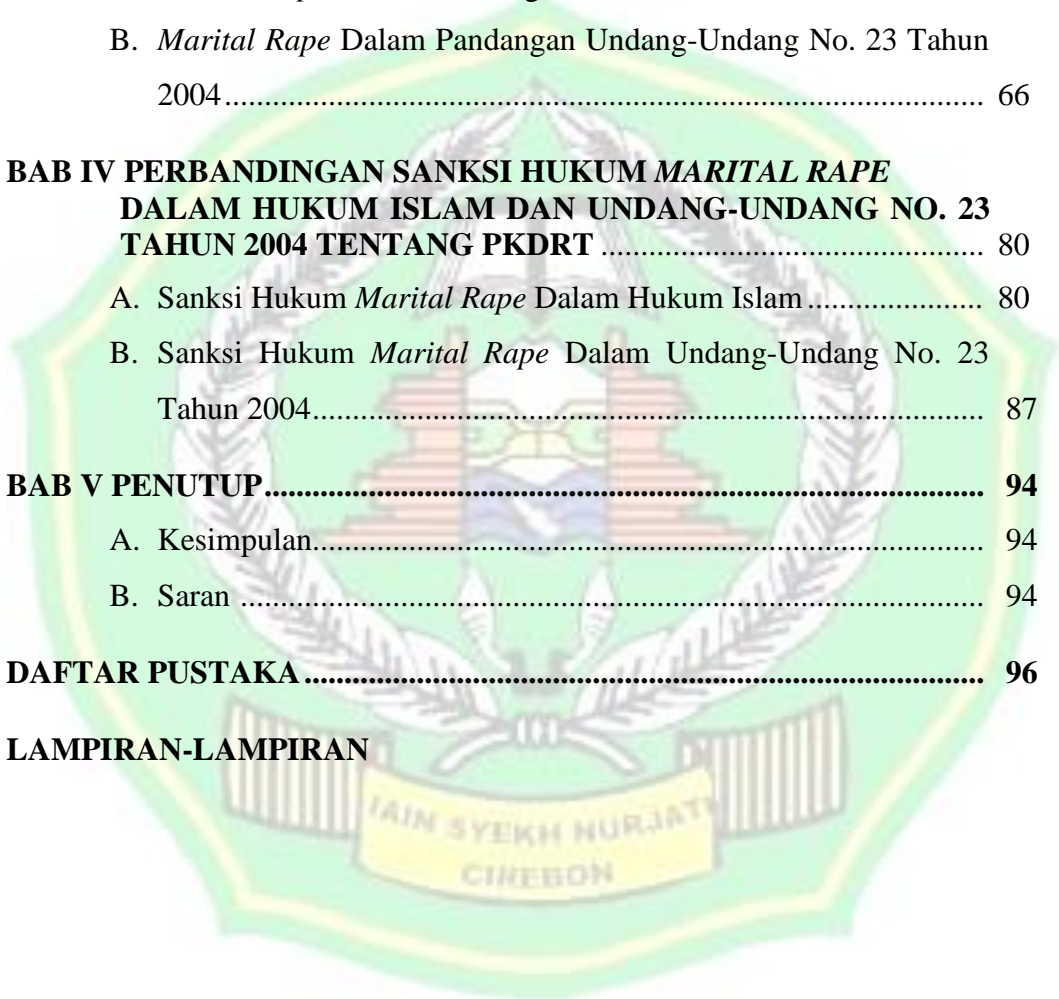 B. Marital Rape Dalam Pandangan Undang-Undang No. 23 Tahun
2004 ........................................................................................ 66
BAB IV PERBANDINGAN SANKSI HUKUM MARITAL RAPE
DALAM HUKUM ISLAM DAN UNDANG-UNDANG NO. 23
TAHUN 2004 TENTANG PKDRT ............................................ 80
A. Sanksi Hukum Marital Rape Dalam Hukum Islam .................... 80
B. Sanksi Hukum Marital Rape Dalam Undang-Undang No. 23
Tahun 2004 .............................................................................. 87
BAB V PENUTUP .................................................................................... 94
A. Kesimpulan .............................................................................. 94
B. Saran ...................................................................................... 94
DAFTAR PUSTAKA ............................................................................... 96
LAMPIRAN-LAMPIRAN
IAIN SYEKH NURJATI
CIREBON